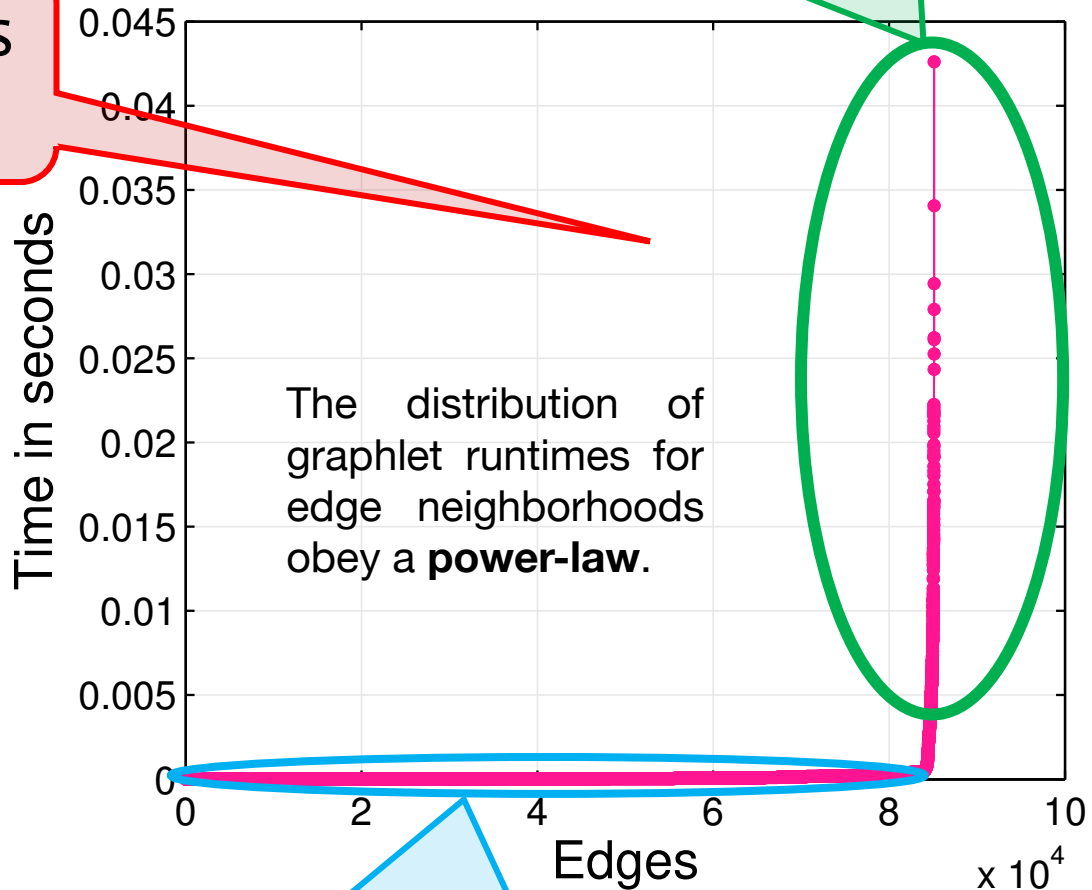 s
0.045
0.04
0.035
0.03
0.025
0.02
0.015
0.01
0.005
0
Time in seconds
The distribution of
graphlet runtimes for
edge neighborhoods
obey a power-law.
0 2 4 6 8 10
Edges
x 10⁴